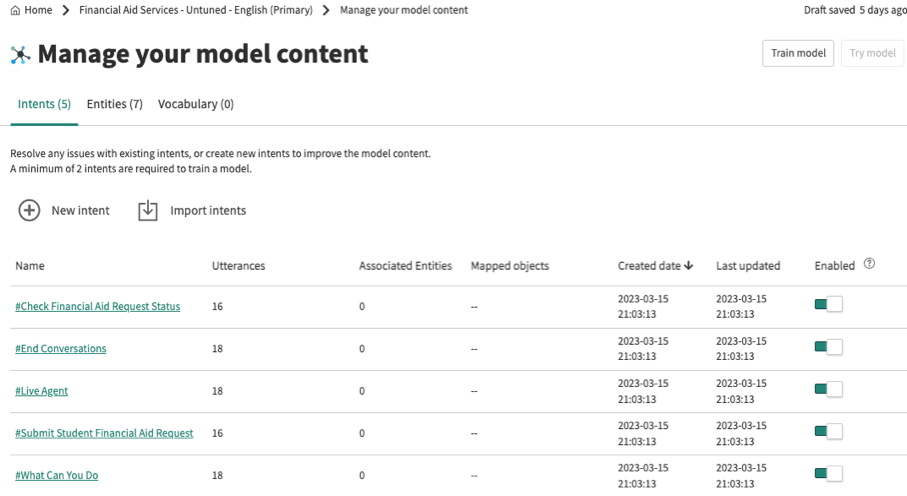 Home > Financial Aid Services - Untuned - English (Primary) > Manage your model content Draft saved 5 days ago
Manage your model content Train model Try model
Intents (5) Entities (7) Vocabulary (0)
Resolve any issues with existing intents, or create new intents to improve the model content.
A minimum of 2 intents are required to train a model.
New intent Import intents
Name Utterances Associated Entities Mapped objects Created date Last updated Enabled ?
#Check Financial Aid Request Status 16 0 -- 2023-03-15 21:03:13 2023-03-15 21:03:13
#End Conversations 18 0 -- 2023-03-15 21:03:13 2023-03-15 21:03:13
#Live Agent 18 0 -- 2023-03-15 21:03:13 2023-03-15 21:03:13
#Submit Student Financial Aid Request 16 0 -- 2023-03-15 21:03:13 2023-03-15 21:03:13
#What Can You Do 18 0 -- 2023-03-15 21:03:13 2023-03-15 21:03:13